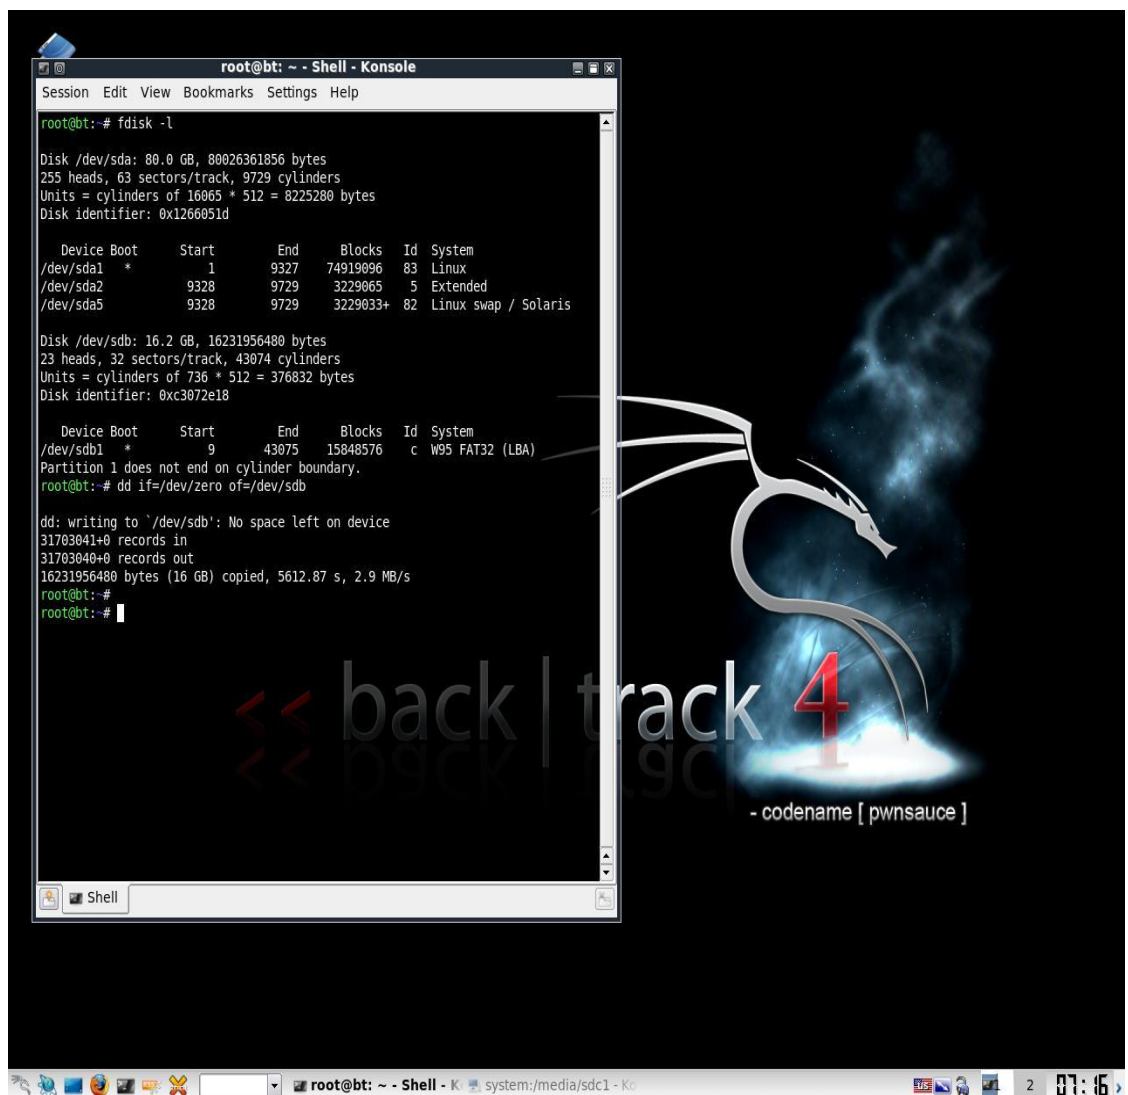 root@bt: ~ - Shell - Konsole
Session Edit View Bookmarks Settings Help
root@bt:~# fdisk -l
Disk /dev/sda: 80.0 GB, 80026361856 bytes
255 heads, 63 sectors/track, 9729 cylinders
Units = cylinders of 16065 * 512 = 8225280 bytes
Disk identifier: 0x1266051d
Device Boot Start End Blocks Id System
/dev/sda1 * 1 9327 74919096 83 Linux
/dev/sda2 9328 9729 3229065 5 Extended
/dev/sda5 9328 9729 3229033+ 82 Linux swap / Solaris
Disk /dev/sdb: 16.2 GB, 16231956480 bytes
23 heads, 32 sectors/track, 43074 cylinders
Units = cylinders of 736 * 512 = 376832 bytes
Disk identifier: 0xc3072e18
Device Boot Start End Blocks Id System
/dev/sdb1 * 9 43075 15848576 c W95 FAT32 (LBA)
Partition 1 does not end on cylinder boundary.
root@bt:~# dd if=/dev/zero of=/dev/sdb
dd: writing to `/dev/sdb': No space left on device
31703041+0 records in
31703040+0 records out
16231956480 bytes (16 GB) copied, 5612.87 s, 2.9 MB/s
root@bt:~#
root@bt:~#
<< back | track 4
- codename [ pwnsauce ]
Shell
root@bt: ~ - Shell - K system:/media/sdc1 - Ko US 1 2 07:16